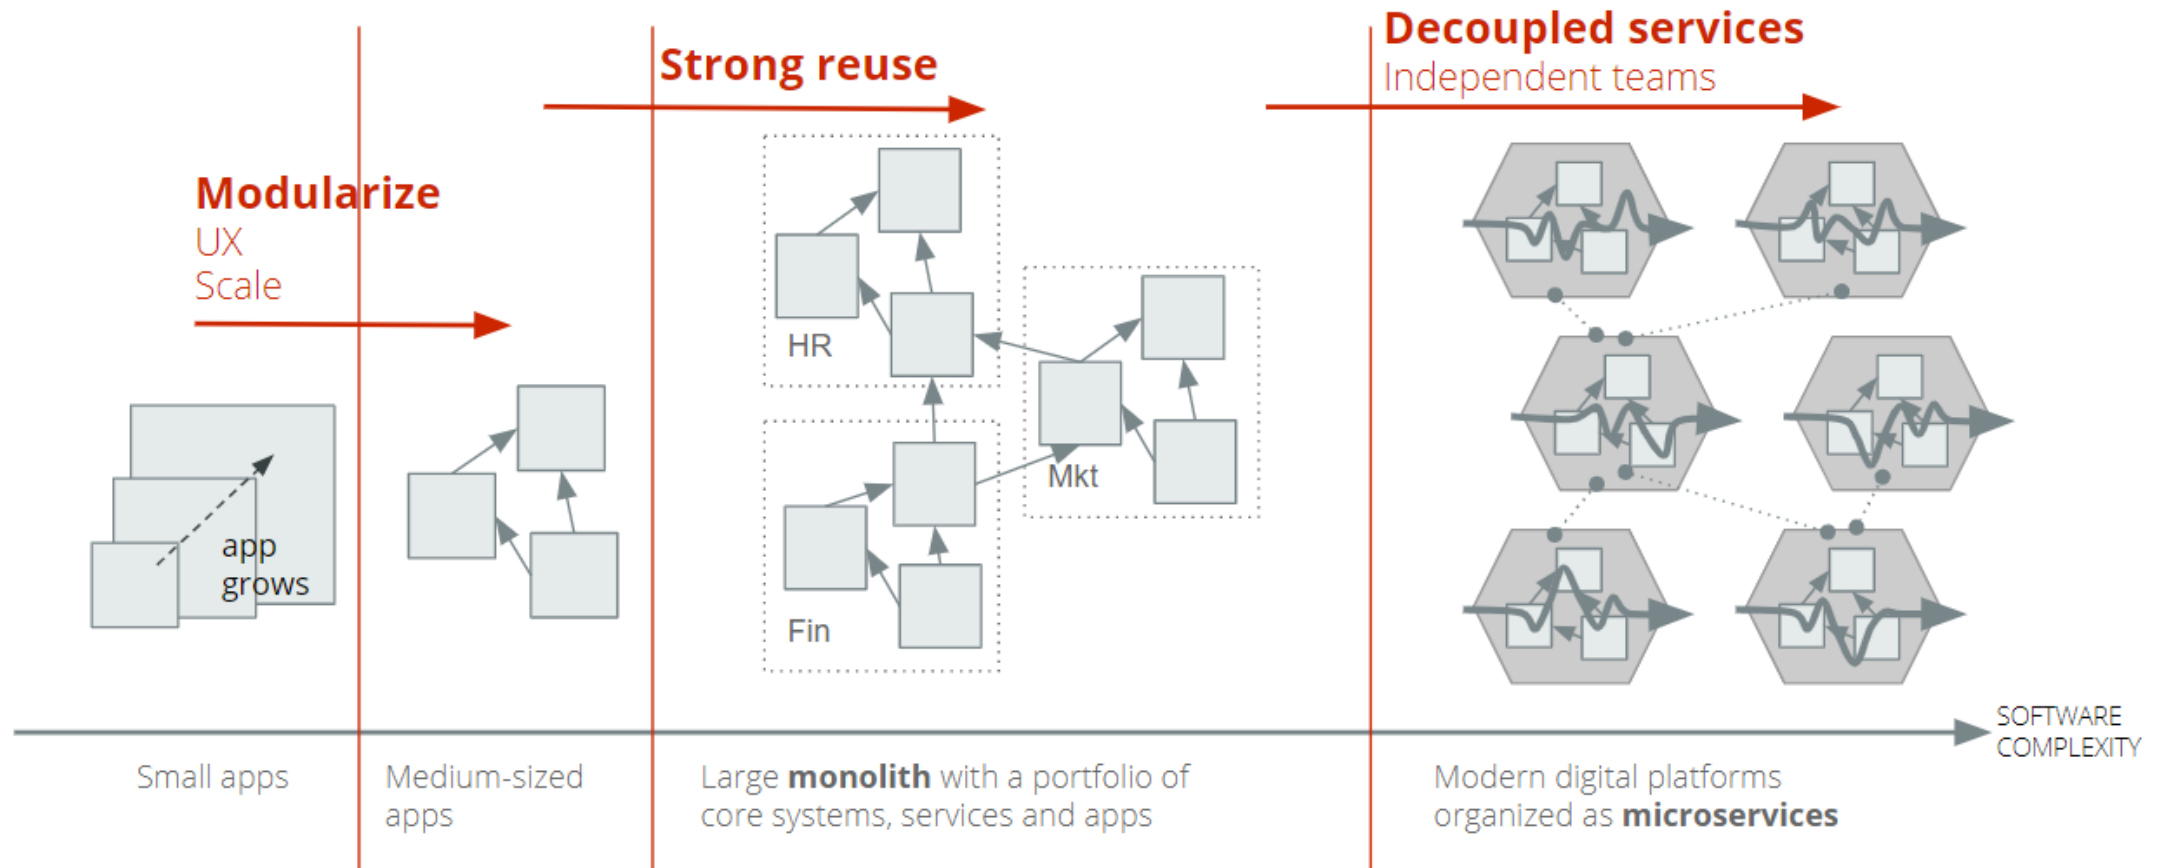 Modularize
UX
Scale
Strong reuse
Decoupled services
Independent teams
app
grows
HR
Fin
Mkt
SOFTWARE
COMPLEXITY
Small apps
Medium-sized
apps
Large monolith with a portfolio of
core systems, services and apps
Modern digital platforms
organized as microservices